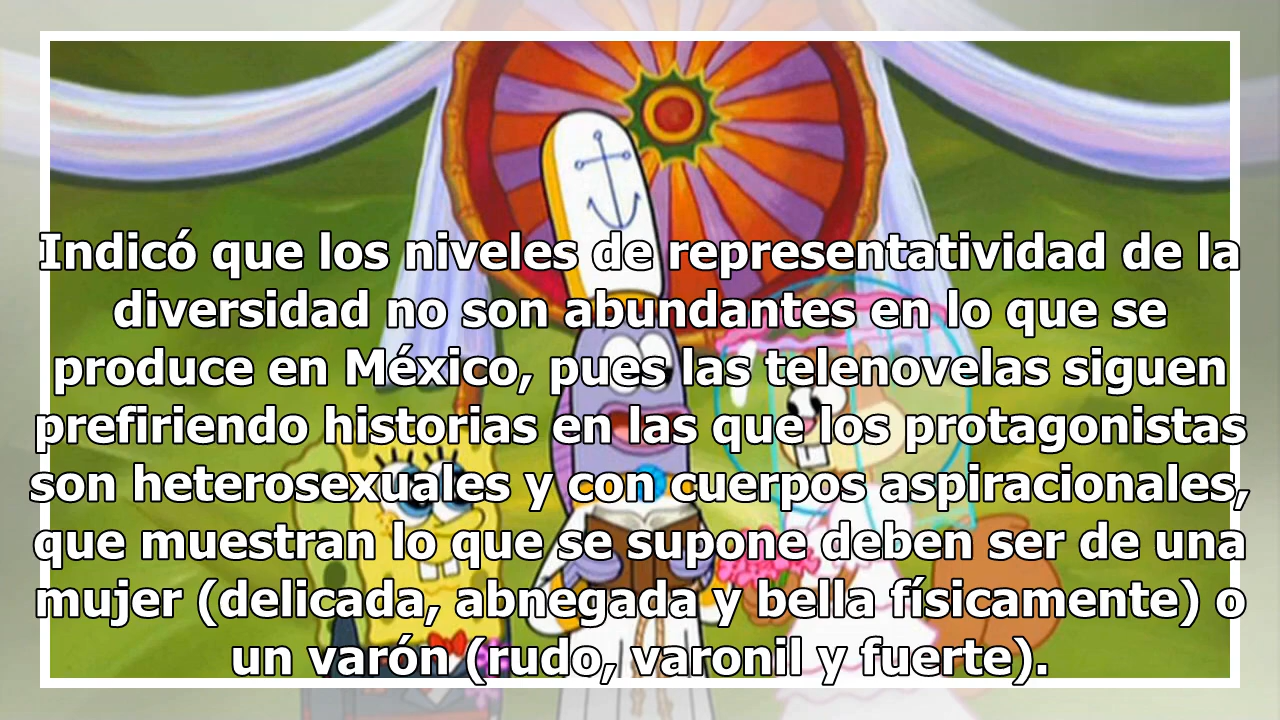 Indicó que los niveles de representatividad de la
diversidad no son abundantes en lo que se
produce en México, pues las telenovelas siguen
prefiriendo historias en las que los protagonistas
son heterosexuales y con cuerpos aspiracionales,
que muestran lo que se supone deben ser de una
mujer (delicada, abnegada y bella físicamente) o
un varón (rudo, varonil y fuerte).